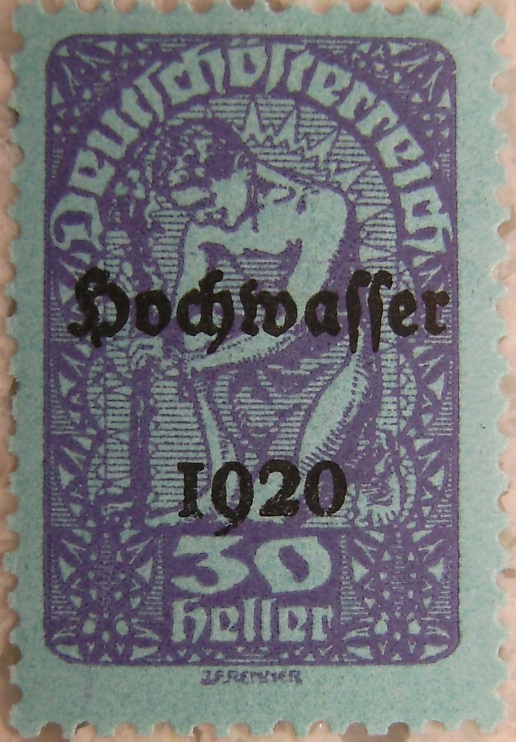 Deutschösterreich
Hochwasser
1920
30
Heller
J.F.RENNER